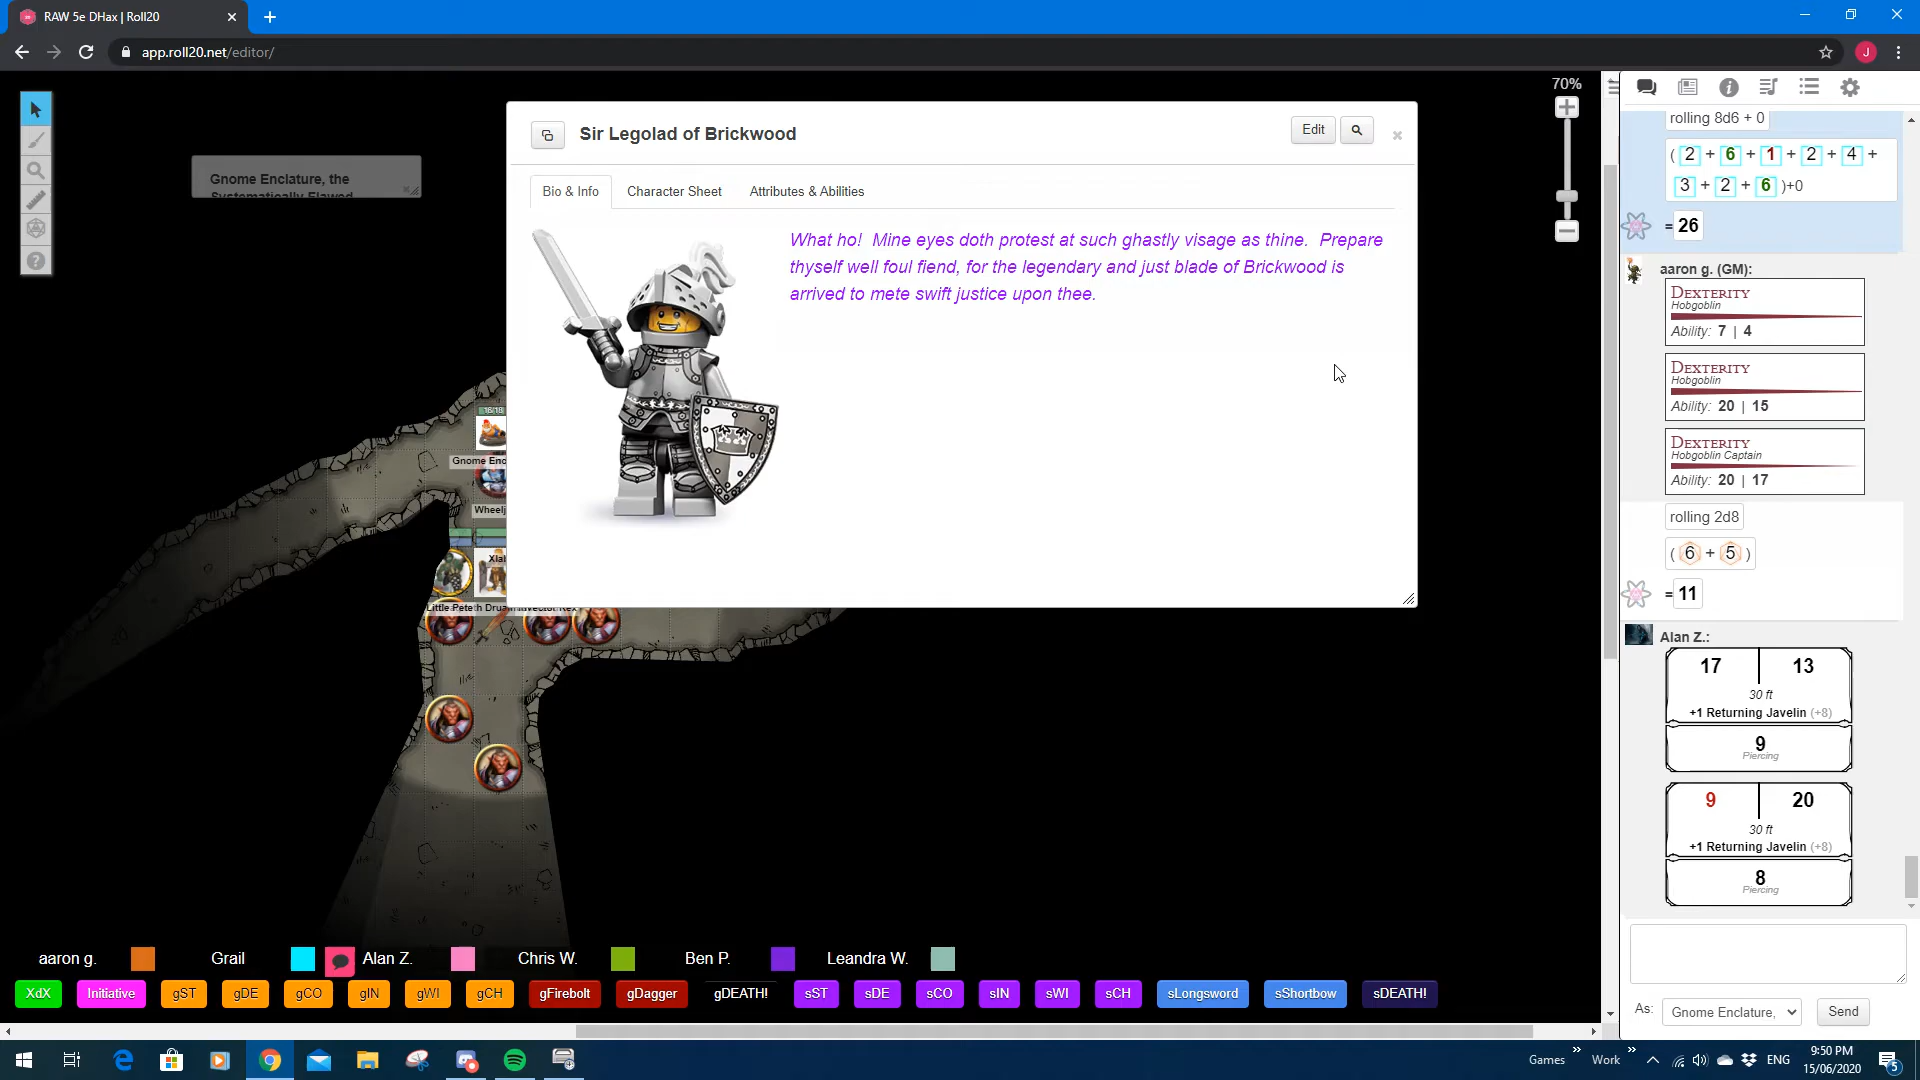 RAW 5e DHax | Roll20
app.roll20.net/editor/
J
70%
Gnome Enclature, the
Systematically Flawed
Sir Legolad of Brickwood
Edit
Bio & Info
Character Sheet
Attributes & Abilities
What ho!  Mine eyes doth protest at such ghastly visage as thine.  Prepare
thyself well foul fiend, for the legendary and just blade of Brickwood is
arrived to mete swift justice upon thee.
16/18
Gnome Enc
Wheelj
Xlal
Little Pete
rolling 8d6 + 0
( 2 + 6 + 1 + 2 + 4 +
3 + 2 + 6 )+0
= 26
aaron g. (GM):
DEXTERITY
Hobgoblin
Ability: 7 | 4
DEXTERITY
Hobgoblin
Ability: 20 | 15
DEXTERITY
Hobgoblin Captain
Ability: 20 | 17
rolling 2d8
( 6 + 5 )
= 11
Alan Z.:
17 13
30 ft
+1 Returning Javelin (+8)
9
Piercing
9 20
30 ft
+1 Returning Javelin (+8)
8
Piercing
As: Gnome Enclature, Send
aaron g. Grail Alan Z. Chris W. Ben P. Leandra W.
XdX Initiative gST gDE gCO gIN gWI gCH gFirebolt gDagger gDEATH! sST sDE sCO sIN sWI sCH sLongsword sShortbow sDEATH!
Games Work ENG
9:50 PM
15/06/2020
5